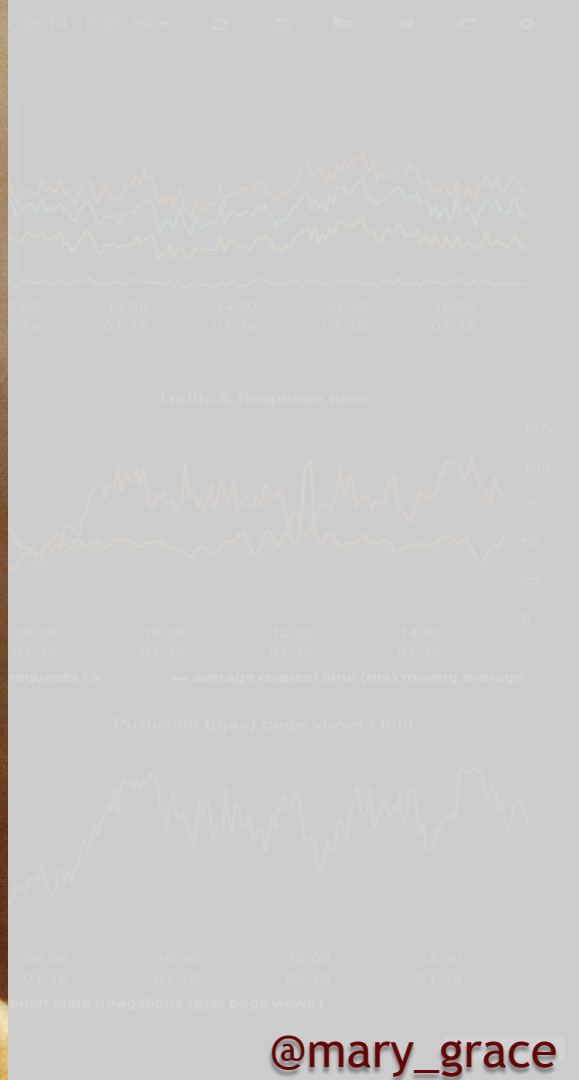 2014 15:20:59
13:30 14:00 14:30 15:00
01-18 01-18 01-18 01-18
Traffic & Response time
125
100
75
50
25
0
08:00 10:00 12:00 14:00
01-18 01-18 01-18 01-18
requests / s average request time (ms) moving average
Pushstate (pjax) page views / min
08:00 10:00 12:00 14:00
01-18 01-18 01-18 01-18
push state navigations (pjax page views)
@mary_grace